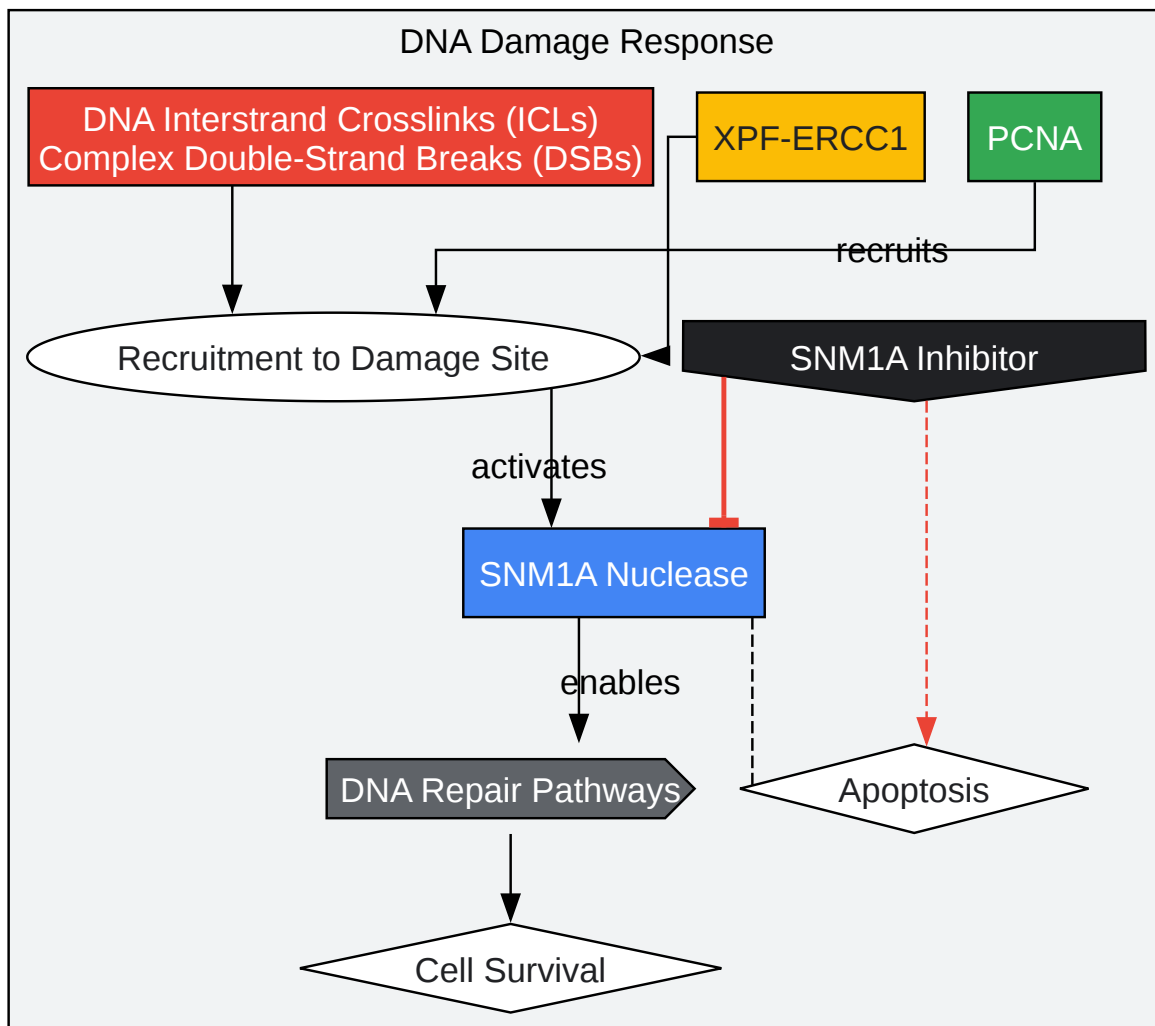 DNA Damage Response
DNA Interstrand Crosslinks (ICLs)
Complex Double-Strand Breaks (DSBs)
XPF-ERCC1
PCNA
recruits
Recruitment to Damage Site
SNM1A Inhibitor
activates
SNM1A Nuclease
enables
DNA Repair Pathways
Apoptosis
Cell Survival